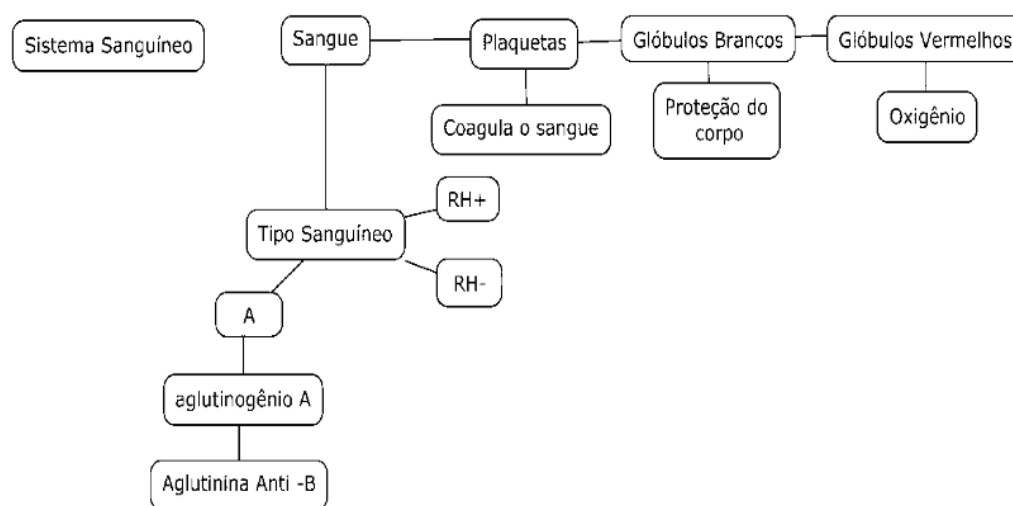 Sistema Sanguíneo
Sangue
Plaquetas
Glóbulos Brancos
Glóbulos Vermelhos
Coagula o sangue
Proteção do
corpo
Oxigênio
RH+
Tipo Sanguíneo
RH-
A
aglutinogênio A
Aglutinina Anti -B